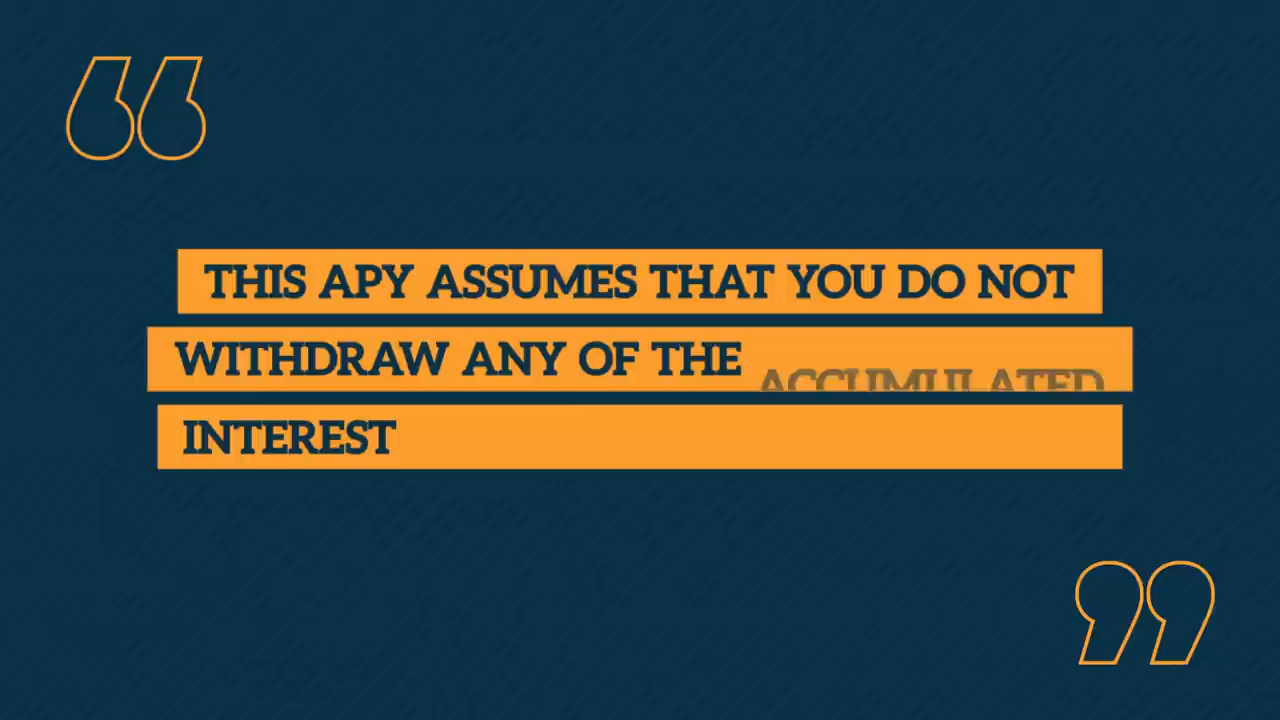 THIS APY ASSUMES THAT YOU DO NOT
WITHDRAW ANY OF THE ACCUMULATED
INTEREST